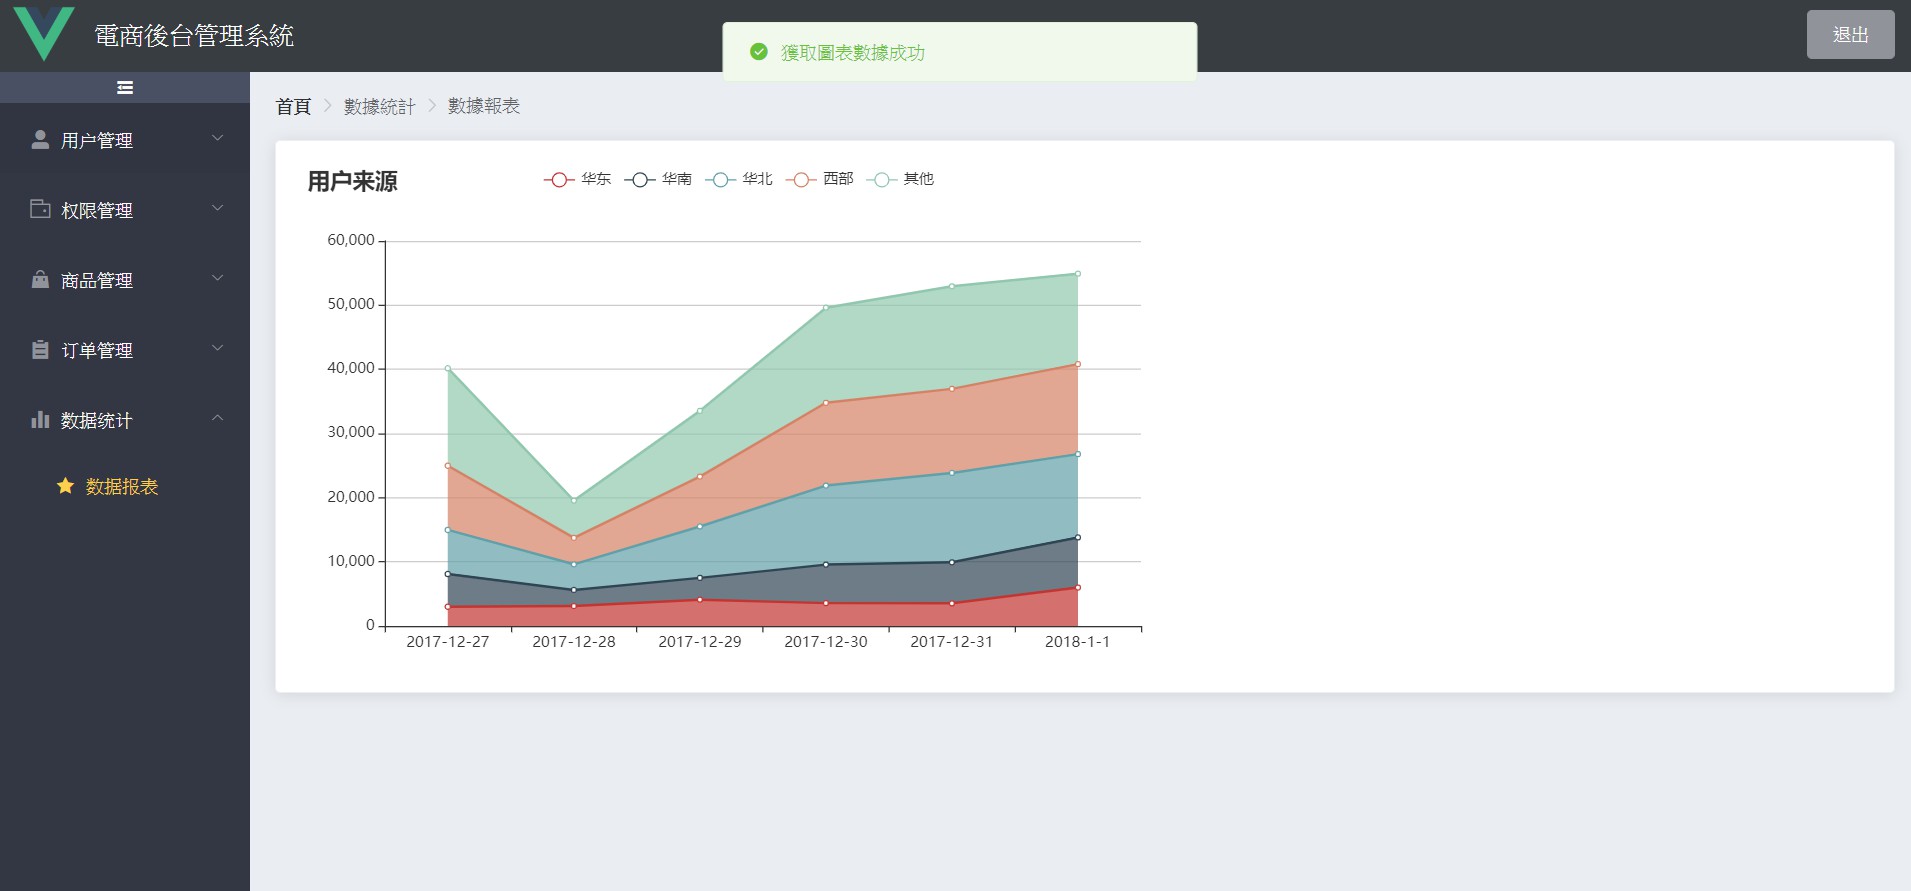 電商後台管理系統
獲取圖表數據成功
退出
首頁 數據統計 數據報表
用户管理
权限管理
商品管理
订单管理
数据统计
数据报表
用户来源
华东 华南 华北 西部 其他
60,000
50,000
40,000
30,000
20,000
10,000
0
2017-12-27 2017-12-28 2017-12-29 2017-12-30 2017-12-31 2018-1-1